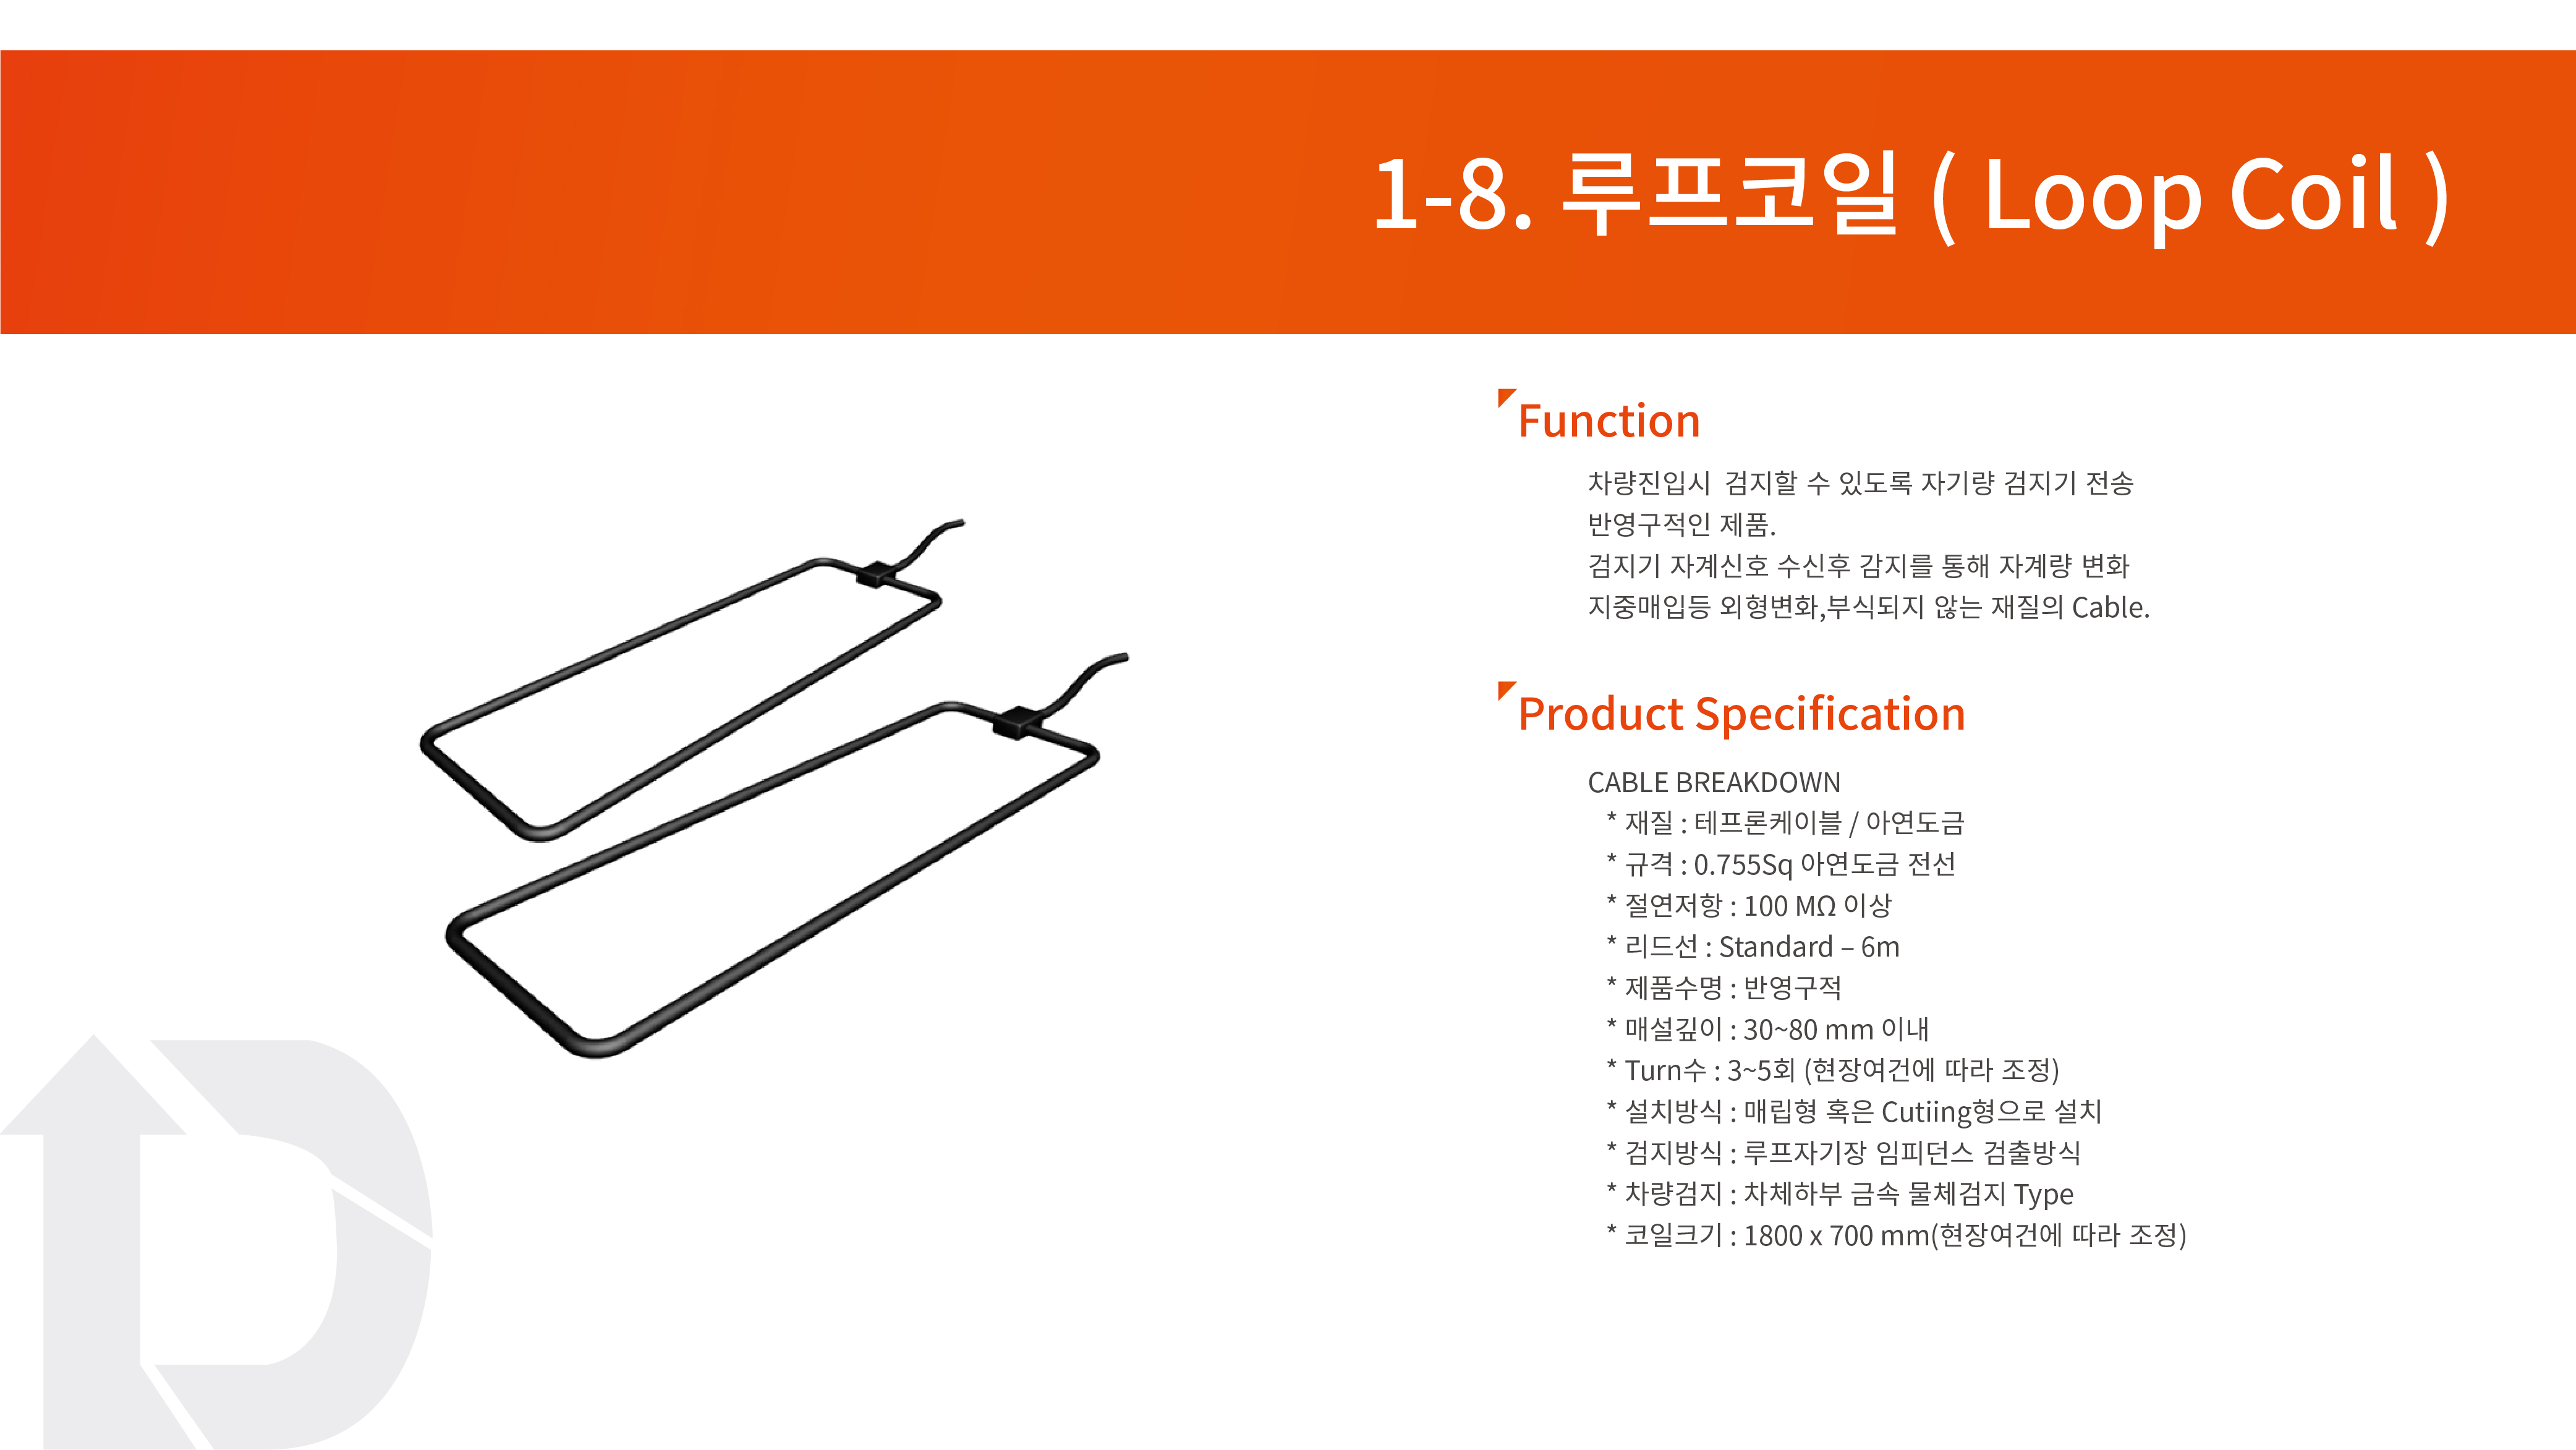 1-8. 루프코일 ( Loop Coil )
Function
차량진입시 검지할 수 있도록 자기량 검지기 전송
반영구적인 제품.
검지기 자계신호 수신후 감지를 통해 자계량 변화
지중매입등 외형변화,부식되지 않는 재질의 Cable.
Product Specification
CABLE BREAKDOWN
* 재질 : 테프론케이블 / 아연도금
* 규격 : 0.755Sq 아연도금 전선
* 절연저항 : 100 MΩ 이상
* 리드선 : Standard – 6m
* 제품수명 : 반영구적
* 매설깊이 : 30~80 mm 이내
* Turn수 : 3~5회 (현장여건에 따라 조정)
* 설치방식 : 매립형 혹은 Cutiing형으로 설치
* 검지방식 : 루프자기장 임피던스 검출방식
* 차량검지 : 차체하부 금속 물체검지 Type
* 코일크기 : 1800 x 700 mm(현장여건에 따라 조정)